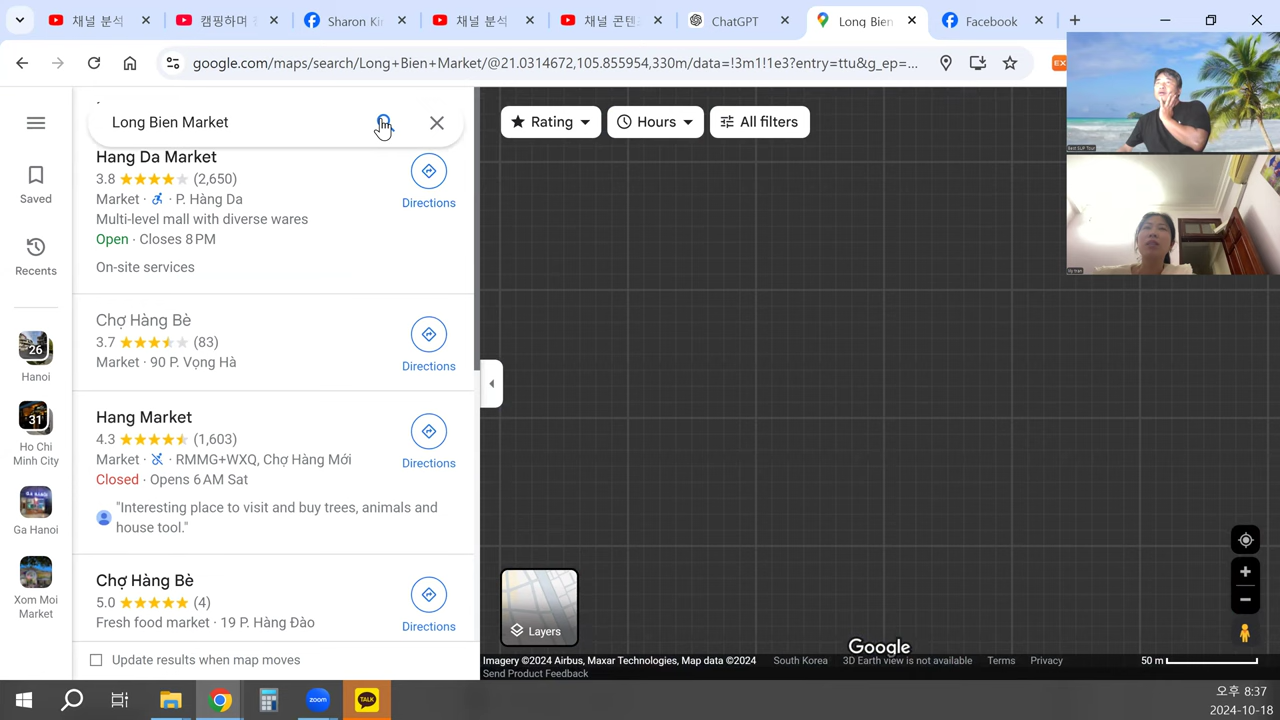 채널 분석
캠핑하며
Sharon Ki
채널 분석
채널 콘텐
ChatGPT
Long Bien
Facebook
google.com/maps/search/Long+Bien+Market/@21.0314672,105.855954,330m/data=!3m1!1e3?entry=ttu&g_ep=...
EX
Long Bien Market
Rating
Hours
All filters
Saved
Recents
26
Hanoi
31
Ho Chi
Minh City
Ga Hanoi
Xom Moi
Market
Hang Da Market
3.8 (2,650)
Market · · P. Hàng Da
Multi-level mall with diverse wares
Open · Closes 8 PM
On-site services
Directions
Chợ Hàng Bè
3.7 (83)
Market · 90 P. Vọng Hà
Directions
Hang Market
4.3 (1,603)
Market · · RMMG+WXQ, Chợ Hàng Mới
Closed · Opens 6 AM Sat
"Interesting place to visit and buy trees, animals and
house tool."
Directions
Chợ Hàng Bè
5.0 (4)
Fresh food market · 19 P. Hàng Đào
Directions
Update results when map moves
Layers
Google
Imagery ©2024 Airbus, Maxar Technologies, Map data ©2024 South Korea 3D Earth view is not available Terms Privacy 50 m
Send Product Feedback
Best SUP Tour
zoom
TALK
오후 8:37
2024-10-18